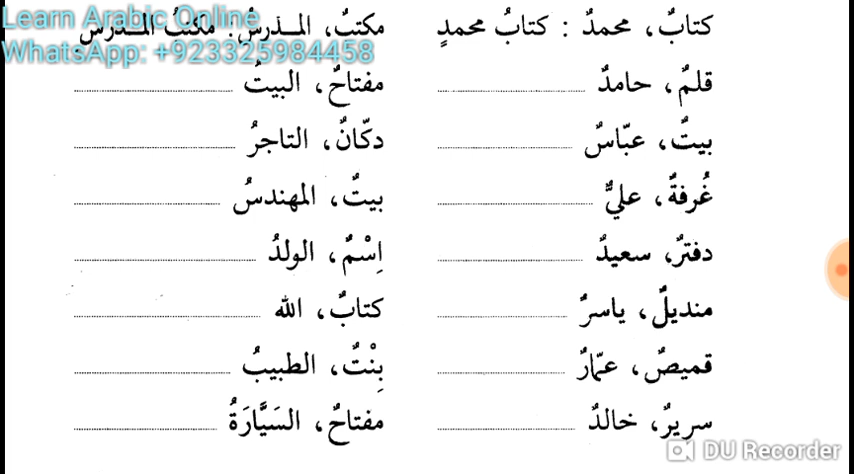 Learn Arabic Online
WhatsApp: +923325984458
كتابٌ، محمدٌ : كتابُ محمدٍ
مكتبٌ، المدرسُ: مكتبُ المدرسِ
قلمٌ، حامدٌ
مفتاحٌ، البيتُ
بيتٌ، عبّاسٌ
دكّانٌ، التاجرُ
غُرفةٌ، عليٌّ
بيتٌ، المهندسُ
دفترٌ، سعيدٌ
اِسْمٌ، الولدُ
منديلٌ، ياسرٌ
كتابٌ، الله
قميصٌ، عمّارٌ
بِنْتٌ، الطبيبُ
سريرٌ، خالدٌ
مفتاحٌ، السَيَّارَةُ
DU Recorder